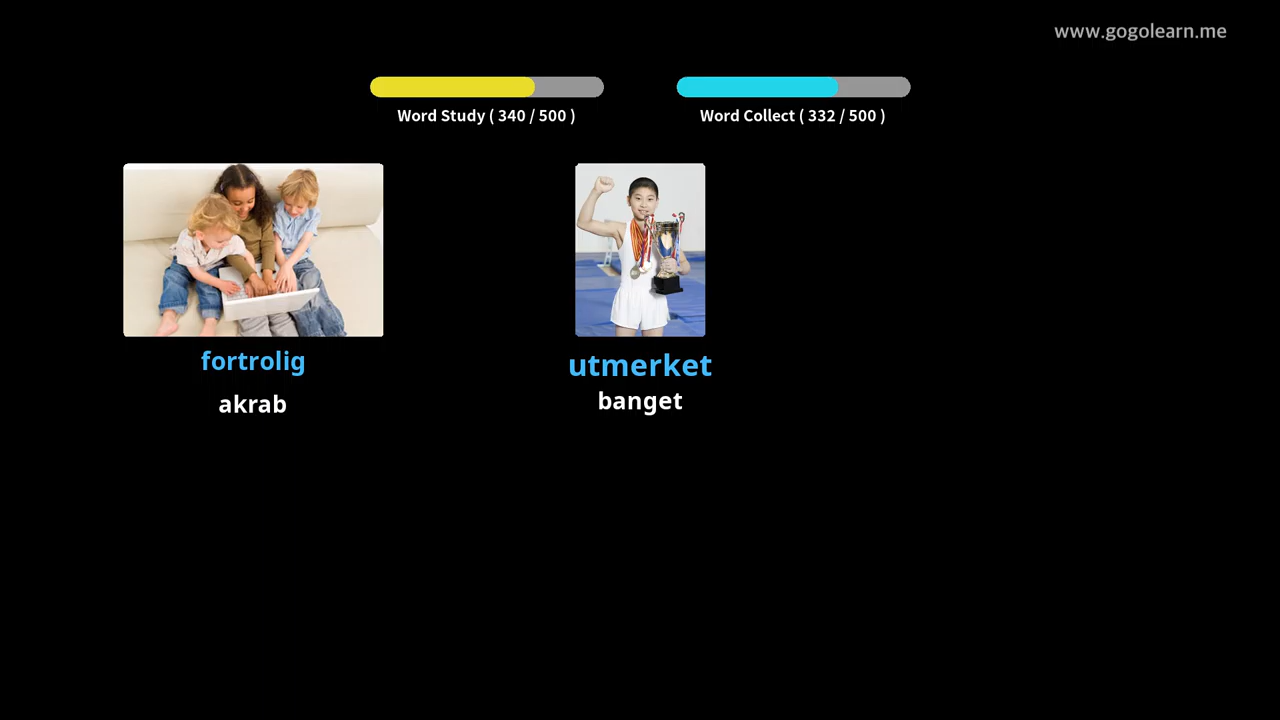 www.gogolearn.me
Word Study ( 340 / 500 )
Word Collect ( 332 / 500 )
fortrolig
akrab
utmerket
banget